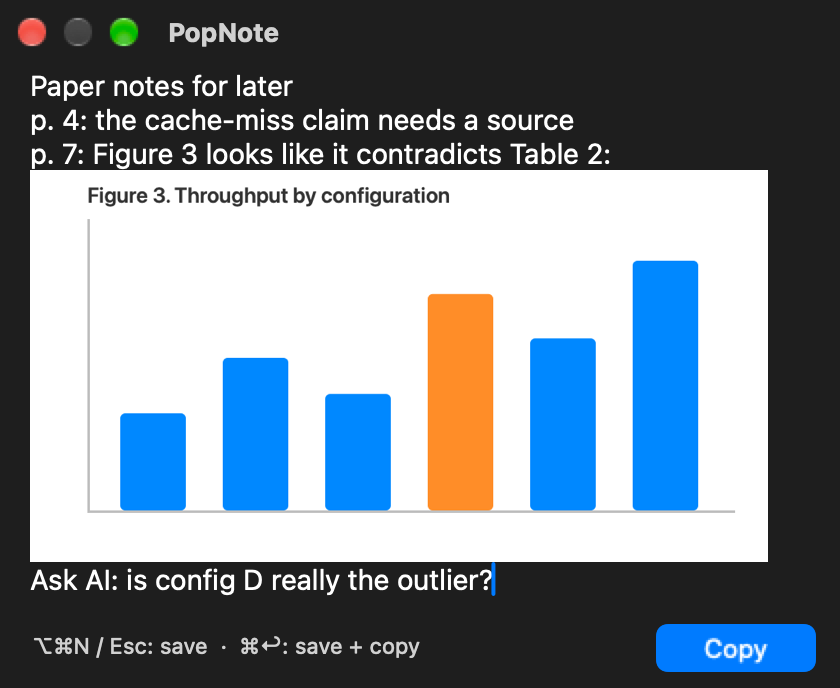 PopNote
Paper notes for later
p. 4: the cache-miss claim needs a source
p. 7: Figure 3 looks like it contradicts Table 2:
Figure 3. Throughput by configuration
Ask AI: is config D really the outlier?
⌥⌘N / Esc: save · ⌘↩: save + copy
Copy